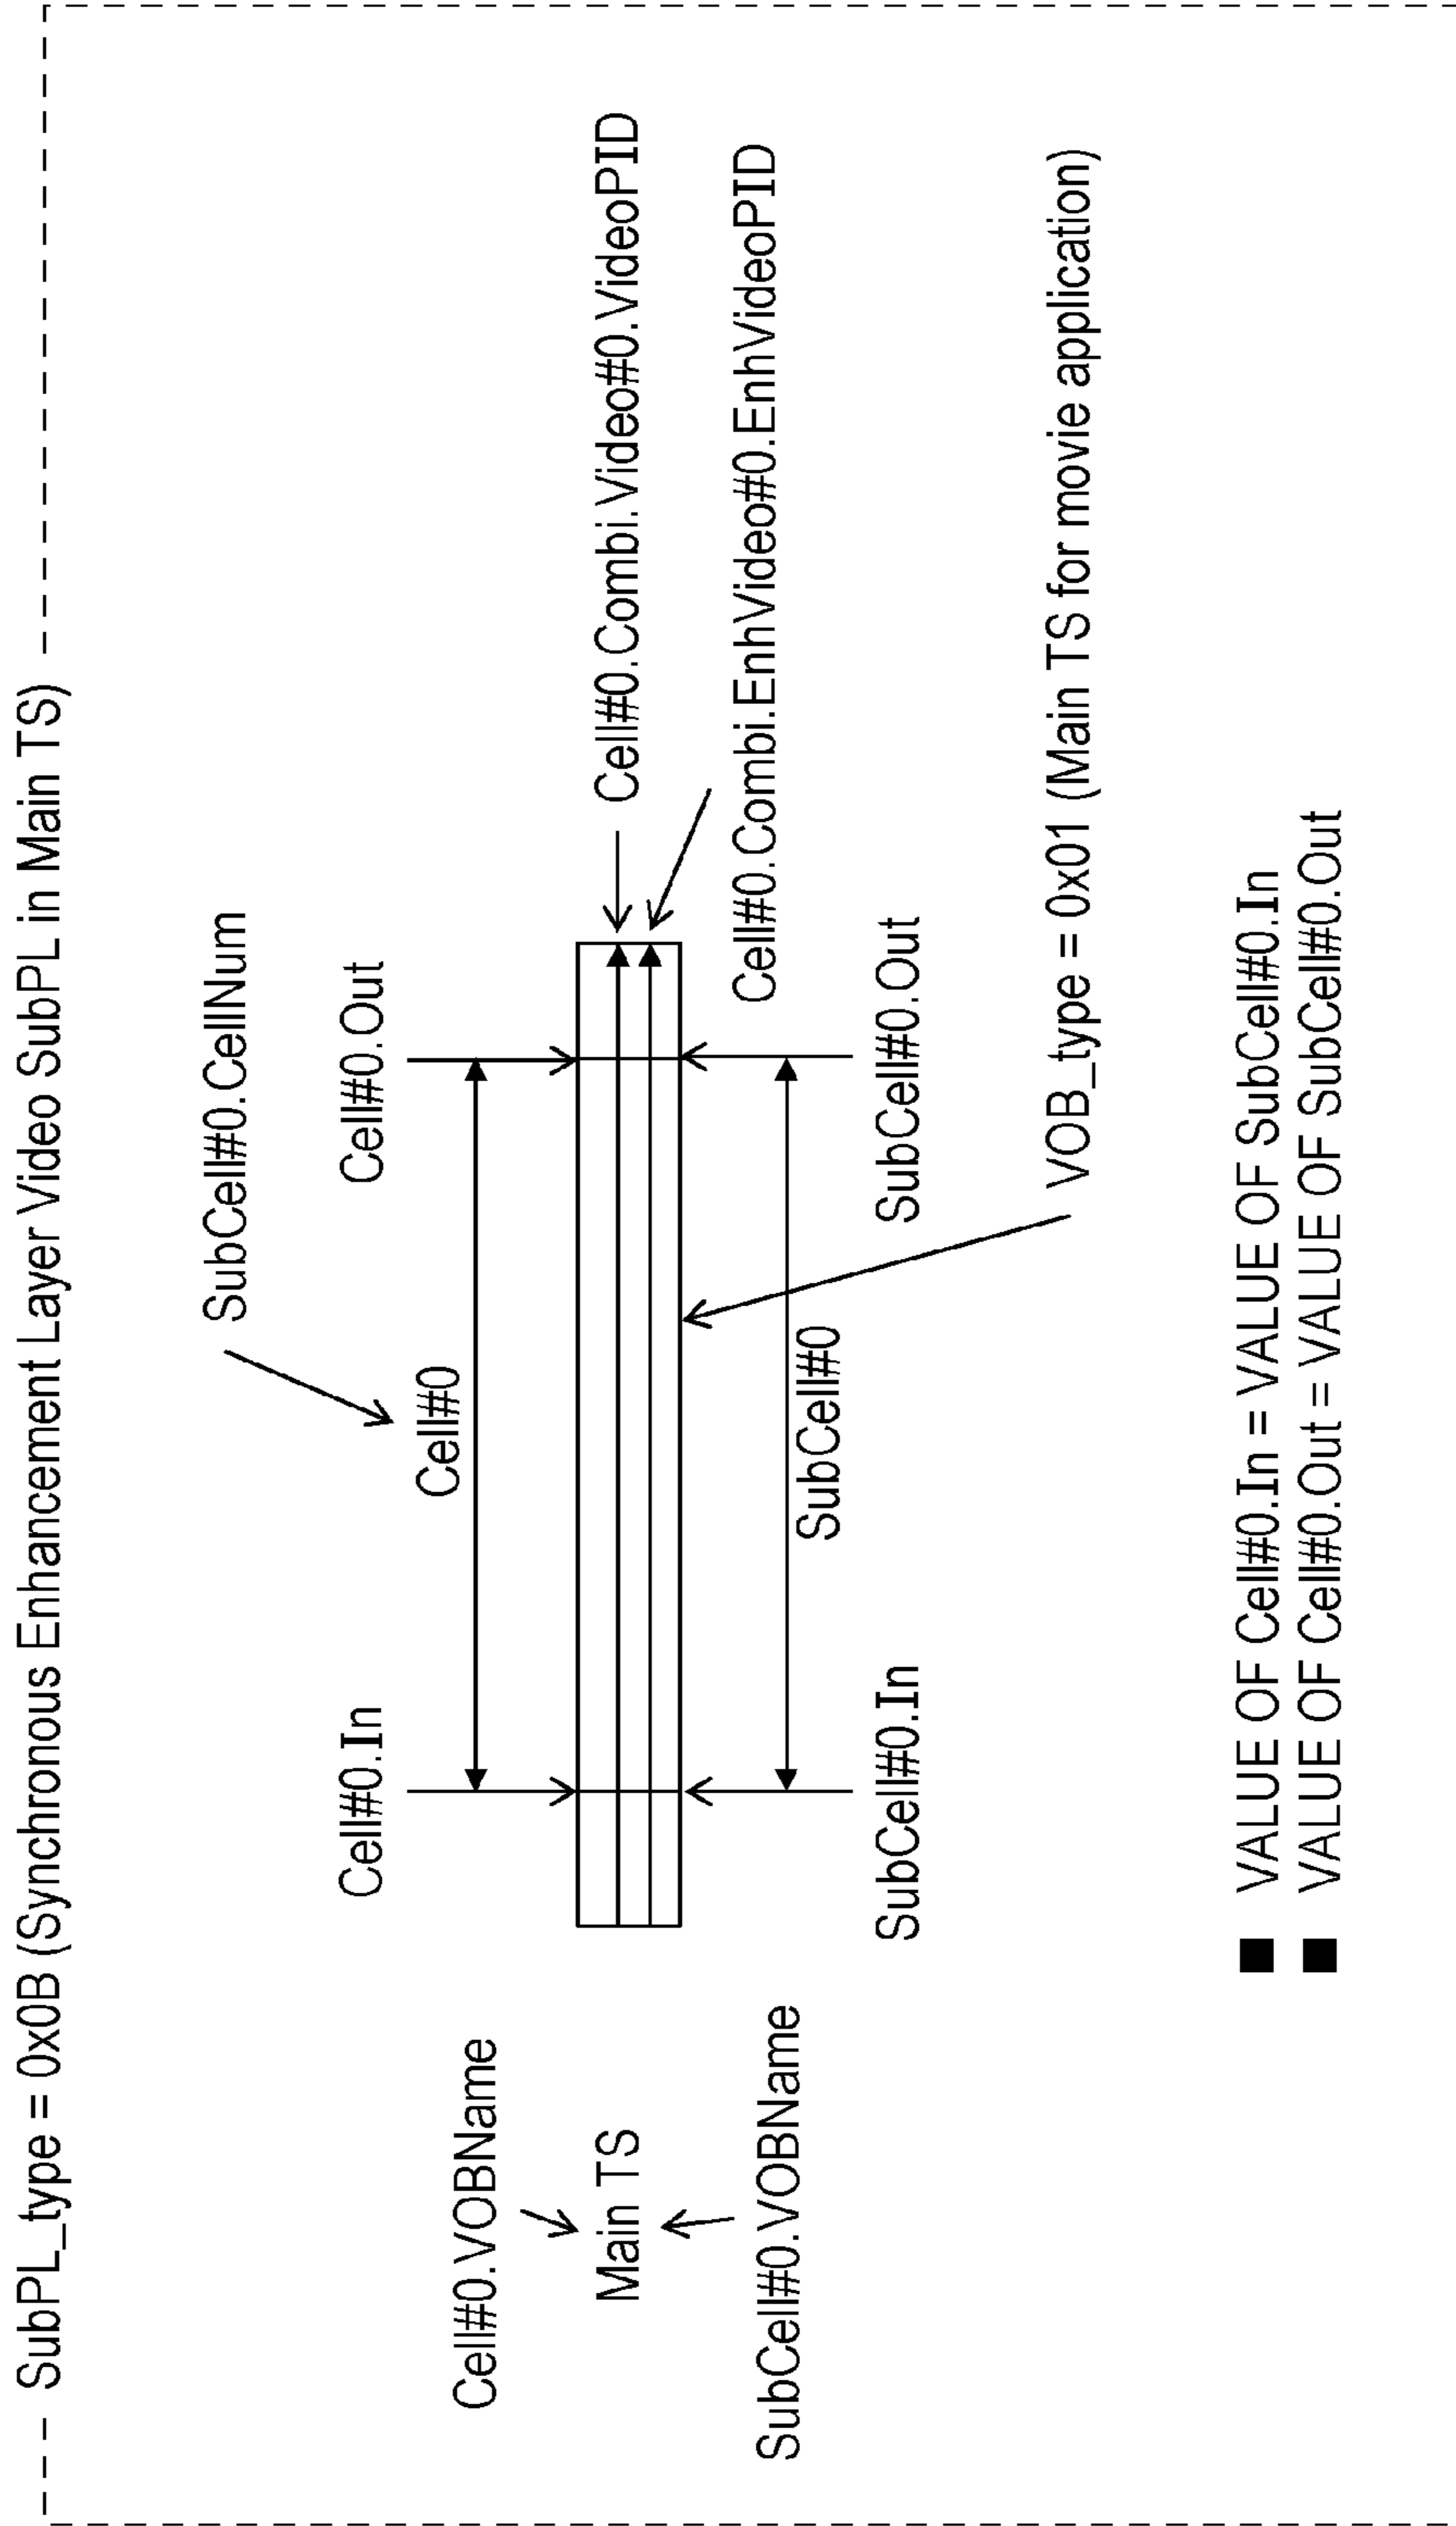 SubPL_type = 0x0B (Synchronous Enhancement Layer Video SubPL in Main TS)
SubCell#0.CellNum
Cell#0.In
Cell#0.Out
Cell#0
Cell#0.VOBName
Main TS
SubCell#0.VOBName
Cell#0.Combi.Video#0.VideoPID
Cell#0.Combi.EnhVideo#0.EnhVideoPID
SubCell#0
SubCell#0.In
SubCell#0.Out
VOB_type = 0x01 (Main TS for movie application)
■ VALUE OF Cell#0.In = VALUE OF SubCell#0.In
■ VALUE OF Cell#0.Out = VALUE OF SubCell#0.Out